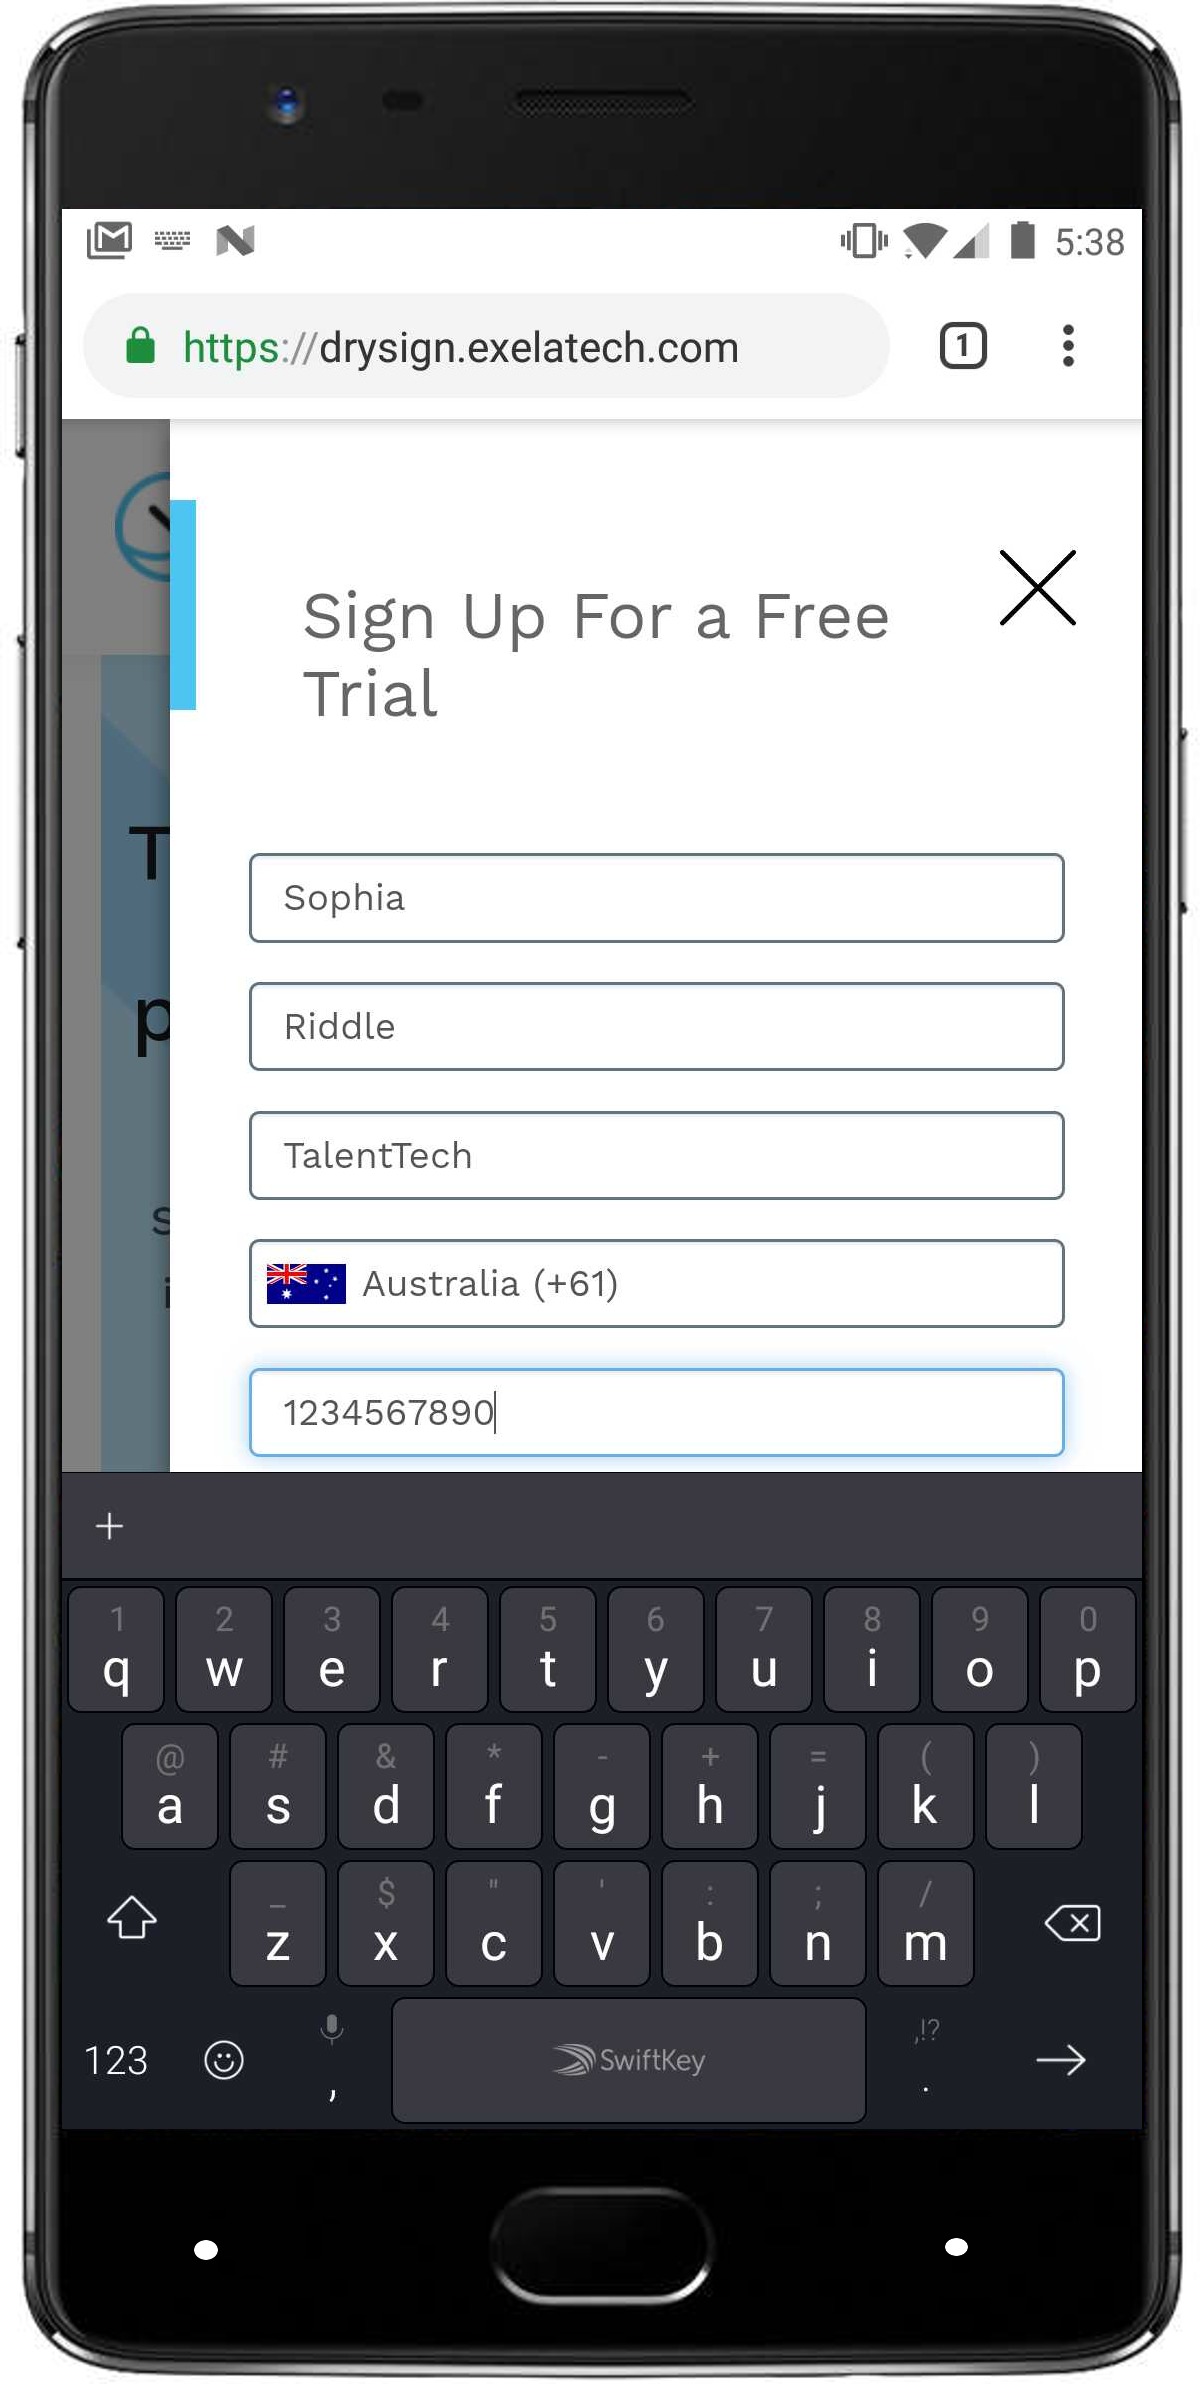 5:38
https://drysign.exelatech.com
1
Sign Up For a Free
Trial
T
p
s
i
Sophia
Riddle
TalentTech
Australia (+61)
1234567890
+
1 2 3 4 5 6 7 8 9 0
q w e r t y u i o p
@ # & * - + = ( )
a s d f g h j k l
_ $ " ' : ; /
z x c v b n m
,!?
123 , SwiftKey .